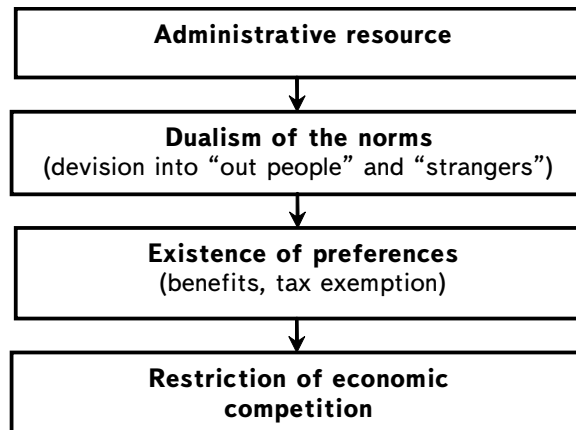 Administrative resource
Dualism of the norms
(devision into “out people” and “strangers”)
Existence of preferences
(benefits, tax exemption)
Restriction of economic
competition